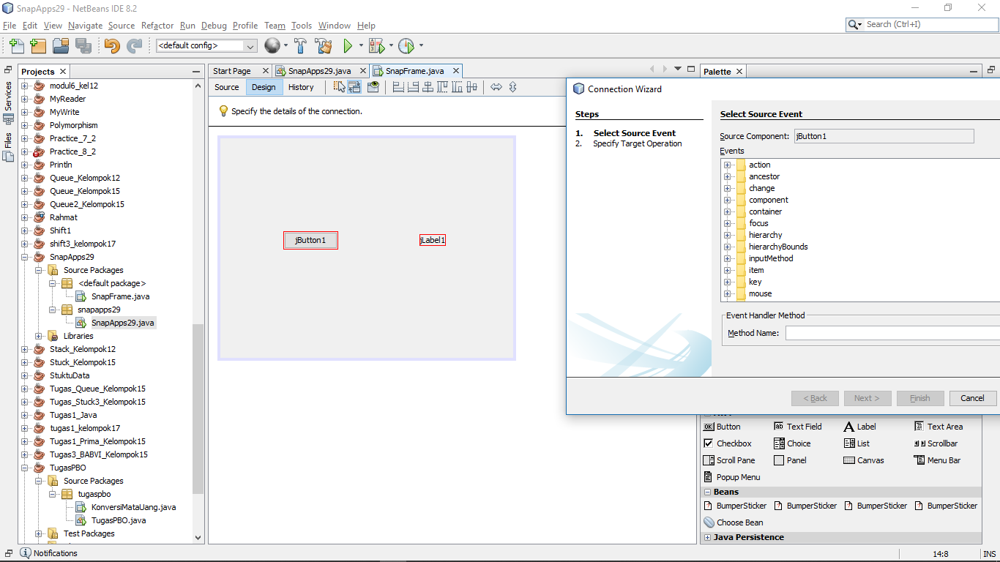 SnapApps29 - NetBeans IDE 8.2
File Edit View Navigate Source Refactor Run Debug Profile Team Tools Window Help
Search (Ctrl+I)
<default config>
Services
Files
Projects
modul6_kel12
MyReader
MyWrite
Polymorphism
Practice_7_2
Practice_8_2
Println
Queue_Kelompok12
Queue_Kelompok15
Queue2_Kelompok15
Rahmat
Shift1
shift3_kelompok17
SnapApps29
Source Packages
<default package>
SnapFrame.java
snapapps29
SnapApps29.java
Libraries
Stack_Kelompok12
Stuck_Kelompok15
StuktuData
Tugas_Queue_Kelompok15
Tugas_Stuck3_Kelompok15
Tugas1_Java
tugas1_kelompok17
Tugas1_Prima_Kelompok15
Tugas3_BABVI_Kelompok15
TugasPBO
Source Packages
tugaspbo
KonversiMataUang.java
TugasPBO.java
Test Packages
Start Page SnapApps29.java SnapFrame.java
Source Design History
Specify the details of the connection.
jButton1 jLabel1
Palette
Connection Wizard
Steps
1. Select Source Event
2. Specify Target Operation
Select Source Event
Source Component: jButton1
Events
action
ancestor
change
component
container
focus
hierarchy
hierarchyBounds
inputMethod
item
key
mouse
Event Handler Method
Method Name:
< Back Next > Finish Cancel
OK Button Text Field Label Text Area
Checkbox Choice List Scrollbar
Scroll Pane Panel Canvas Menu Bar
Popup Menu
Beans
BumperSticker BumperSticker BumperSticker BumperSticker
Choose Bean
Java Persistence
Notifications
14:8 INS